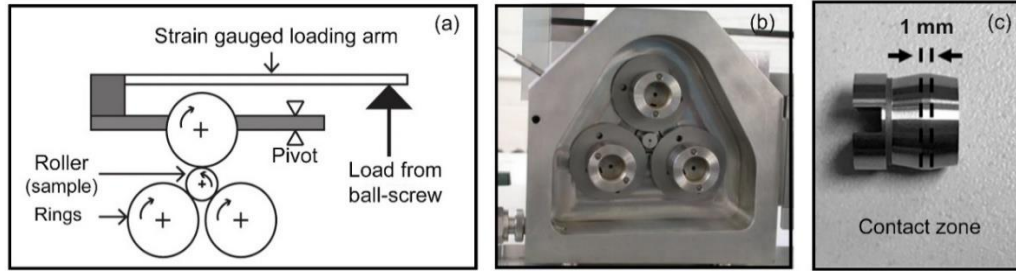 (a)
Strain gauged loading arm
Pivot
Roller
(sample)
Rings
Load from
ball-screw
(b)
(c)
1 mm
Contact zone